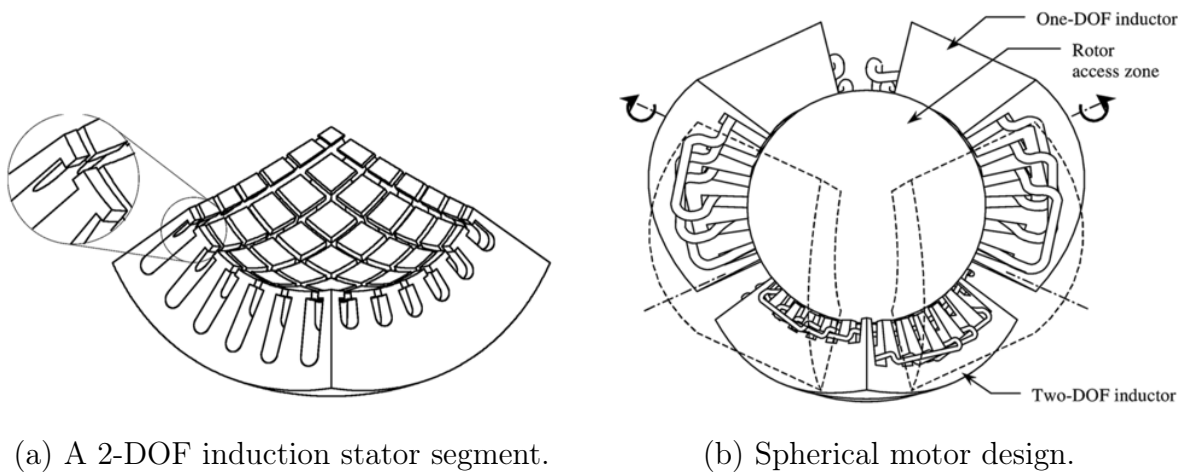 One-DOF inductor
Rotor
access zone
Two-DOF inductor
(a) A 2-DOF induction stator segment.
(b) Spherical motor design.